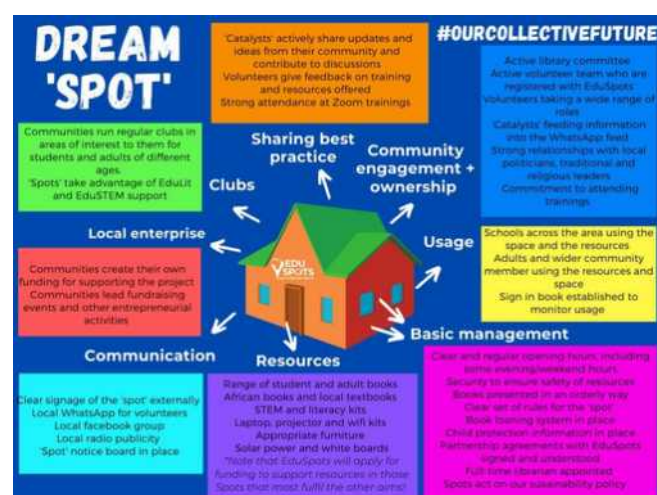 DREAM
'SPOT'
'Catalysts' actively share updates and
ideas from their community and
contribute to discussions
Volunteers give feedback on training
and resources offered
Strong attendance at Zoom trainings
#OURCOLLECTIVEFUTURE
Active library committee
Active volunteer team who are
registered with EduSpots
Volunteers taking a wide range of
roles
'Catalysts' feeding information
into the WhatsApp feed
Strong relationships with local
politicians, traditional and
religious leaders
Commitment to attending
trainings
Communities run regular clubs in
areas of interest to them for
students and adults of different
ages.
'Spots' take advantage of EduLit
and EduSTEM support
Sharing best
practice
Community
engagement +
ownership
Clubs
Local enterprise
Usage
EDU
SPOTS
Communities create their own
funding for supporting the project
Communities lead fundraising
events and other entrepreneurial
activities
Schools across the area using the
space and the resources
Adults and wider community
member using the resources and
space
Sign in book established to
monitor usage
Communication
Resources
Basic management
Clear signage of the 'spot' externally
Local WhatsApp for volunteers
Local facebook group
Local radio publicity
'Spot' notice board in place
Range of student and adult books
African books and local textbooks
STEM and literacy kits
Laptop, projector and wifi kits
Appropriate furniture
Solar power and white boards
*Note that EduSpots will apply for
funding to support resources in those
Spots that most fulfil the other aims!
Clear and regular opening hours, including
some evening/weekend hours
Security to ensure safety of resources
Books presented in an orderly way
Clear set of rules for the 'spot'
Book loaning system in place
Child protection information in place
Partnership agreements with EduSpots
signed and understood
Full-time librarian appointed
Spots act on our sustainability policy